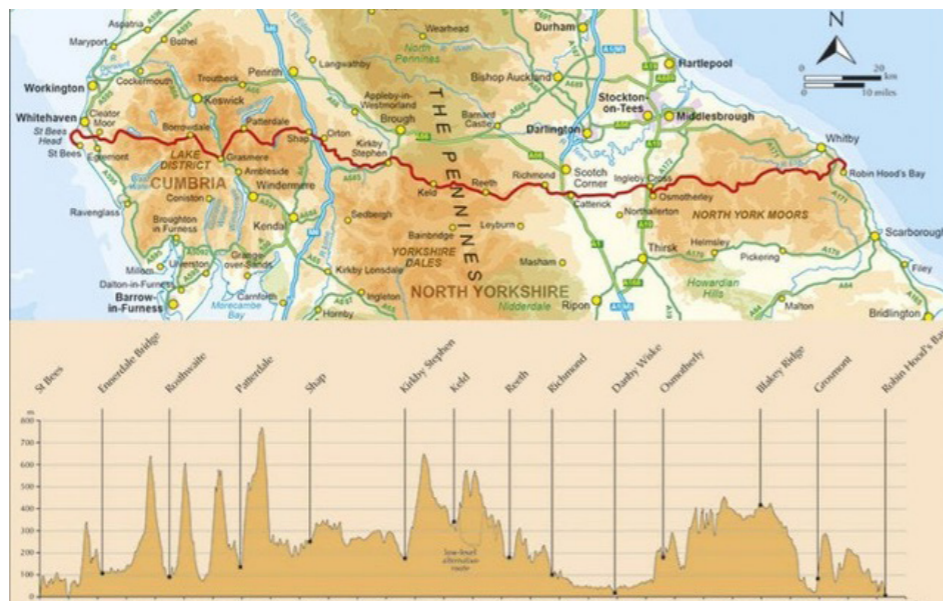 Aspatria
Maryport
Bothel
Workington
Cockermouth
Whitehaven
Cleator
Moor
St Bees
Head
St Bees
Egremont
Ravenglass
Troutbeck
Keswick
Penrith
Langwathby
Borrowdale
Patterdale
Grasmere
LAKE
DISTRICT
CUMBRIA
Ambleside
Windermere
Coniston
Broughton
in Furness
Kendal
Millom
Ulverston
Grange-
over-Sands
Dalton-in-Furness
Barrow-
in-Furness
Carnforth
Morecambe
Bay
Shap
Orton
Appleby-in-
Westmorland
Brough
Kirkby
Stephen
Sedbergh
Kirkby Lonsdale
Ingleton
Hornby
Wearhead
North
Pennines
THE PENNINES
Barnard
Castle
Keld
Reeth
Bainbridge
Leyburn
YORKSHIRE
DALES
Masham
NORTH YORKSHIRE
Nidderdale
Durham
Bishop Auckland
Darlington
Stockton-
on-Tees
Hartlepool
Middlesbrough
Scotch
Corner
Richmond
Catterick
Ingleby Cross
Osmotherley
Northallerton
Thirsk
Ripon
NORTH YORK MOORS
Helmsley
Pickering
Howardian
Hills
Malton
Whitby
Robin Hood's Bay
Scarborough
Filey
Bridlington
N
0 20
km
0 10 miles
St Bees
Ennerdale Bridge
Rosthwaite
Patterdale
Shap
Kirkby Stephen
Keld
Reeth
Richmond
Danby Wiske
Osmotherly
Blakey Ridge
Grosmont
Robin Hood's Bay
m
800
700
600
500
400
300
200
100
0
low-level
alternative
route